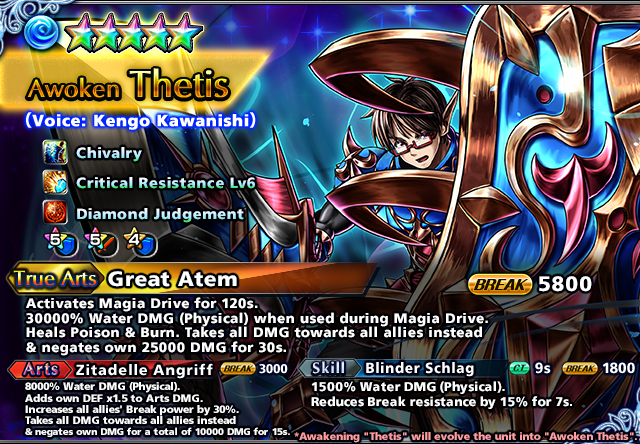 Awoken Thetis
(Voice: Kengo Kawanishi)
Chivalry
Critical Resistance Lv6
Diamond Judgement
5 5 4
True Arts Great Atem BREAK 5800
Activates Magia Drive for 120s.
30000% Water DMG (Physical) when used during Magia Drive.
Heals Poison & Burn. Takes all DMG towards all allies instead
& negates own 25000 DMG for 30s.
Arts Zitadelle Angriff BREAK 3000
8000% Water DMG (Physical).
Adds own DEF x1.5 to Arts DMG.
Increases all allies' Break power by 30%.
Takes all DMG towards all allies instead
& negates own DMG for a total of 10000 DMG for 15s.
Skill Blinder Schlag CT 9s BREAK 1800
1500% Water DMG (Physical).
Reduces Break resistance by 15% for 7s.
*Awakening "Thetis" will evolve the unit into "Awoken Thetis".